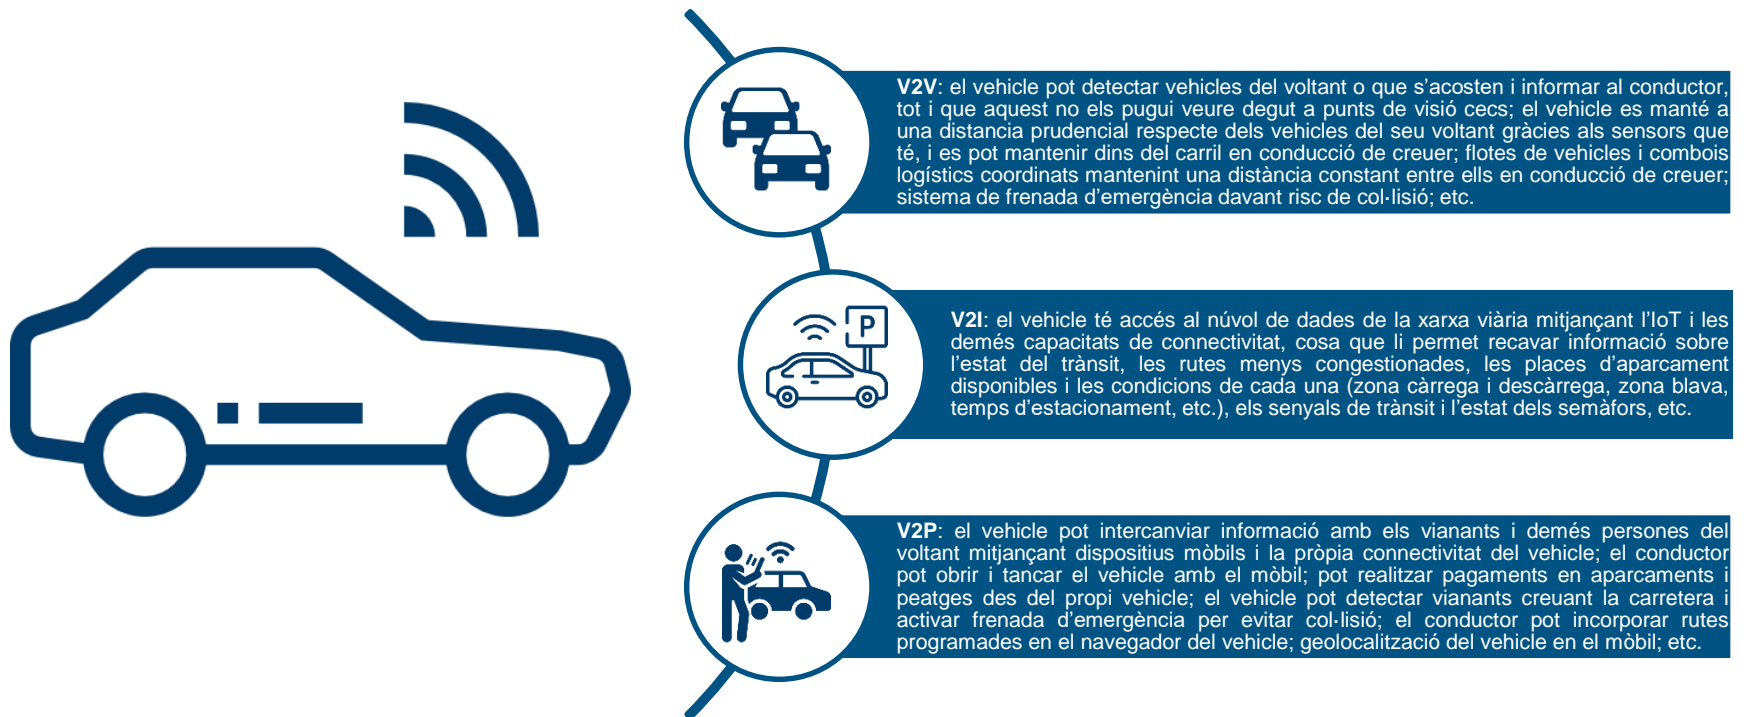 V2V: el vehicle pot detectar vehicles del voltant o que s’acosten i informar al conductor,
tot i que aquest no els pugui veure degut a punts de visió cecs; el vehicle es manté a
una distancia prudencial respecte dels vehicles del seu voltant gràcies als sensors que
té, i es pot mantenir dins del carril en conducció de creuer; flotes de vehicles i combois
logístics coordinats mantenint una distància constant entre ells en conducció de creuer;
sistema de frenada d’emergència davant risc de col·lisió; etc.
P
V2I: el vehicle té accés al núvol de dades de la xarxa viària mitjançant l’IoT i les
demés capacitats de connectivitat, cosa que li permet recavar informació sobre
l’estat del trànsit, les rutes menys congestionades, les places d’aparcament
disponibles i les condicions de cada una (zona càrrega i descàrrega, zona blava,
temps d’estacionament, etc.), els senyals de trànsit i l’estat dels semàfors, etc.
V2P: el vehicle pot intercanviar informació amb els vianants i demés persones del
voltant mitjançant dispositius mòbils i la pròpia connectivitat del vehicle; el conductor
pot obrir i tancar el vehicle amb el mòbil; pot realitzar pagaments en aparcaments i
peatges des del propi vehicle; el vehicle pot detectar vianants creuant la carretera i
activar frenada d’emergència per evitar col·lisió; el conductor pot incorporar rutes
programades en el navegador del vehicle; geolocalització del vehicle en el mòbil; etc.